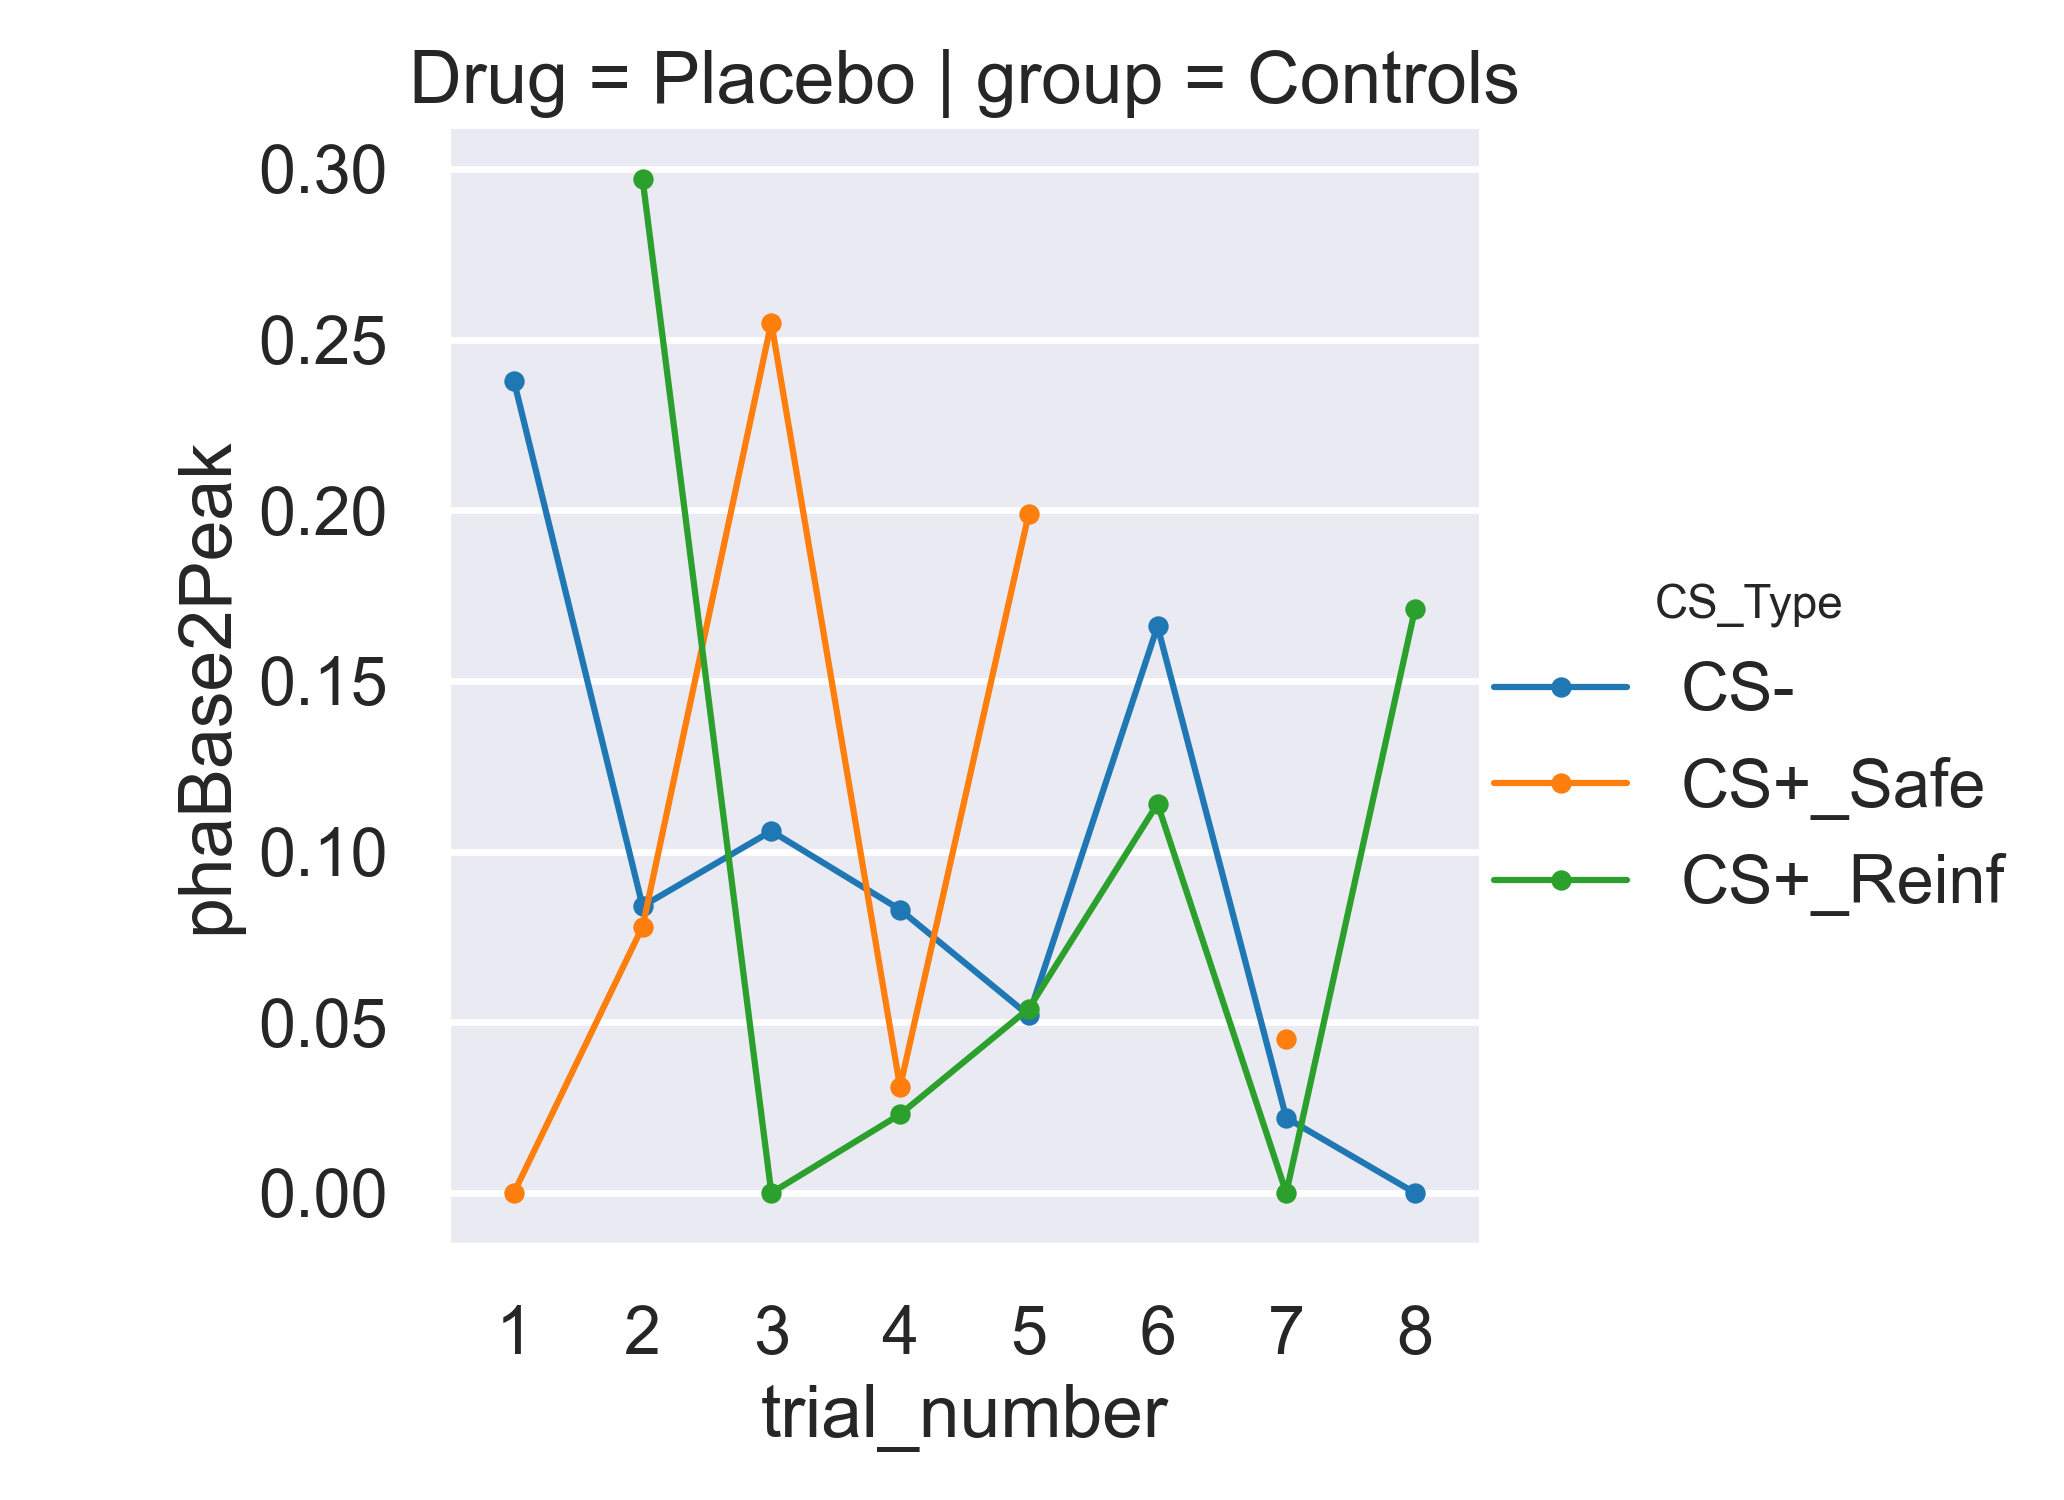 Drug = Placebo | group = Controls
0.30
0.25
0.20
0.15
0.10
0.05
0.00
phaBase2Peak
1 2 3 4 5 6 7 8
trial_number
CS_Type
CS-
CS+_Safe
CS+_Reinf